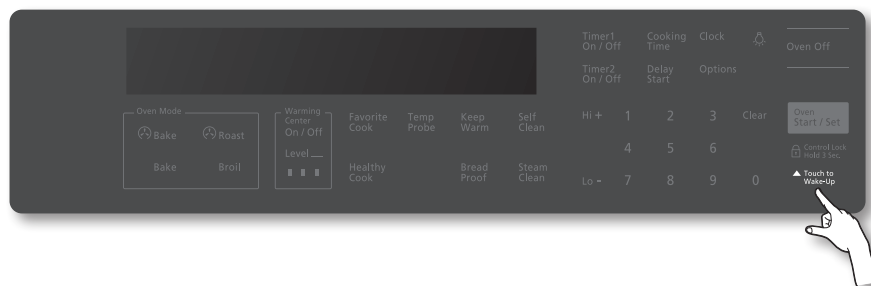 Oven Mode
Bake
Roast
Bake
Broil
Warming
Center
On / Off
Level
Favorite
Cook
Temp
Probe
Keep
Warm
Self
Clean
Healthy
Cook
Bread
Proof
Steam
Clean
Timer1
On / Off
Cooking
Time
Clock
Timer2
On / Off
Delay
Start
Options
Hi + 1 2 3 Clear
4 5 6
Lo - 7 8 9 0
Oven Off
Oven
Start / Set
Control Lock
Hold 3 Sec.
Touch to
Wake-Up